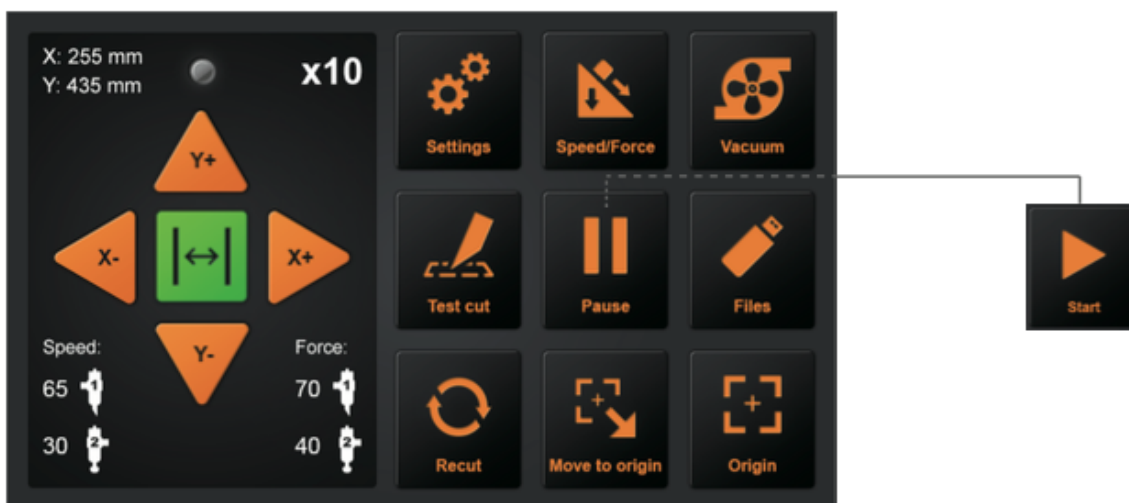 X: 255 mm
Y: 435 mm
x10
Y+
X-
X+
Y-
Speed:
Force:
65 1
70 1
30 2
40 2
Settings
Speed/Force
Vacuum
Test cut
Pause
Files
Start
Recut
Move to origin
Origin